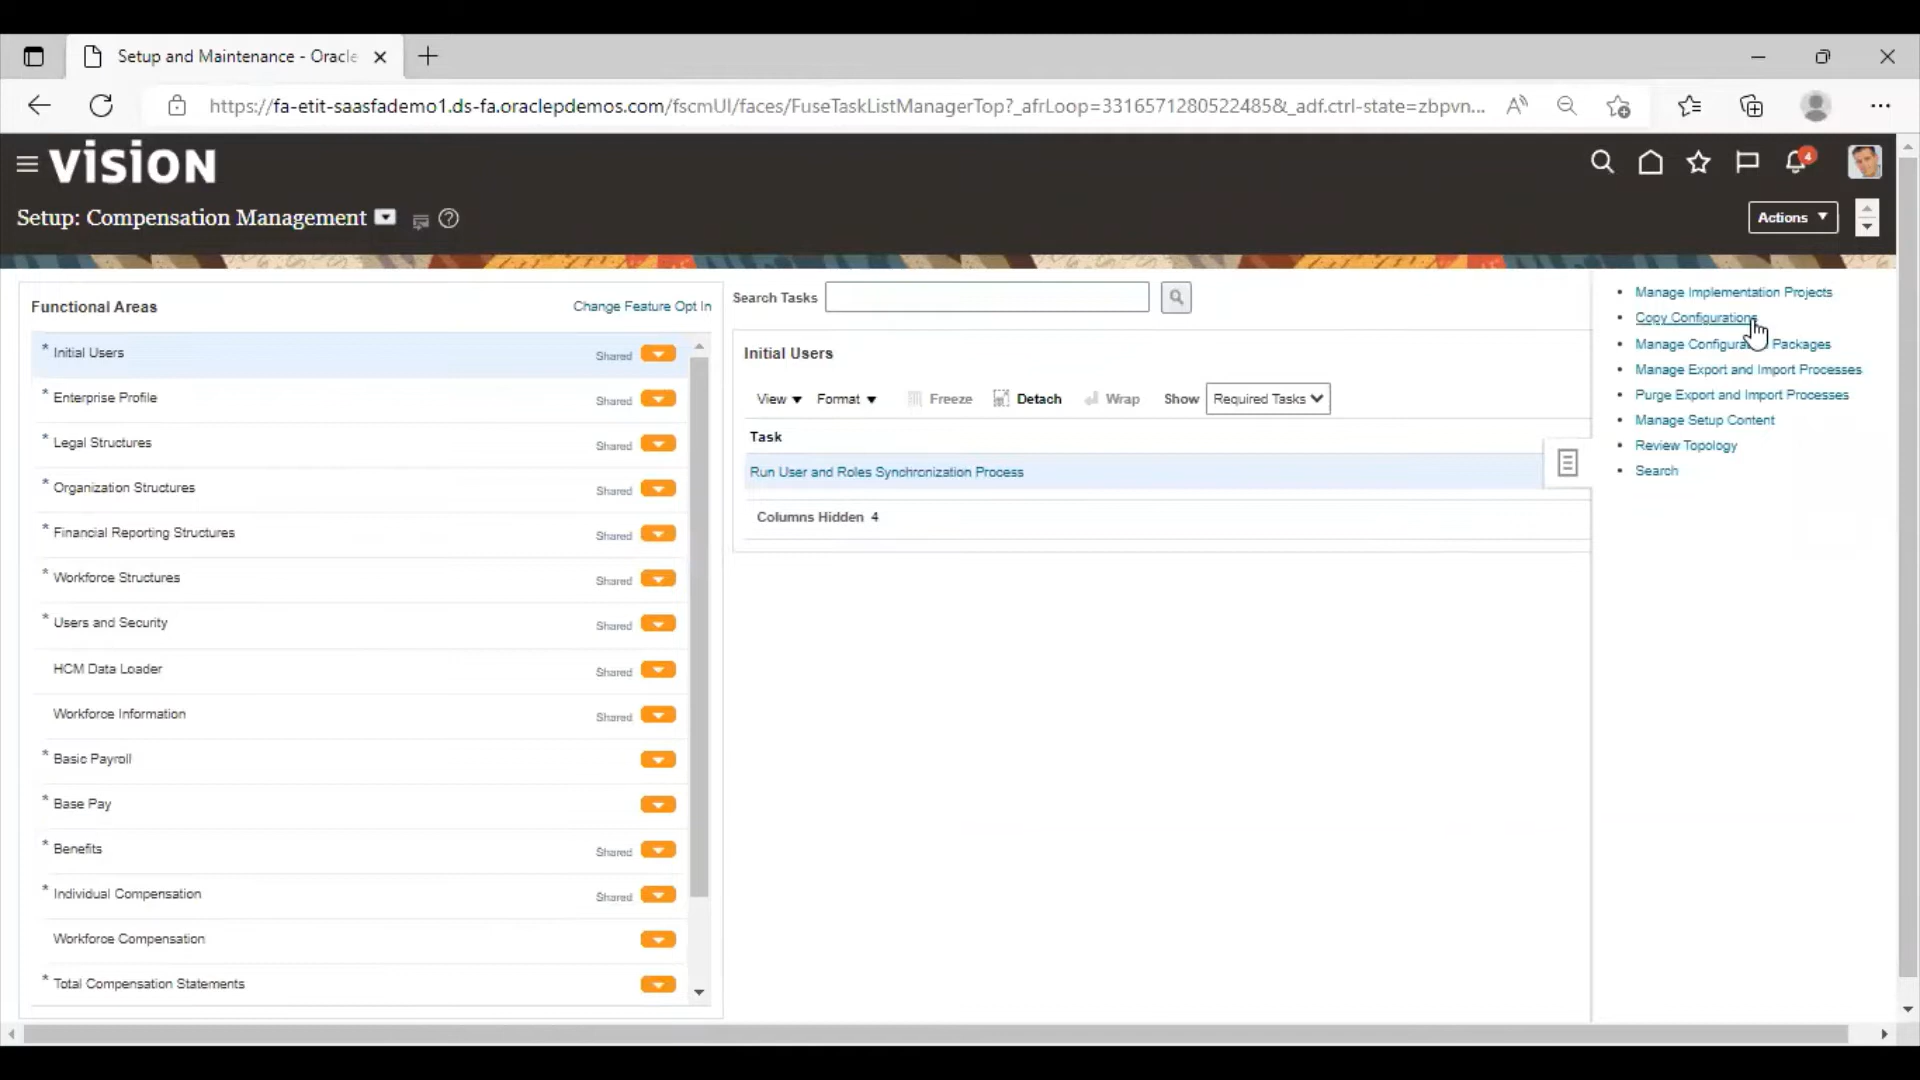 Setup and Maintenance - Oracle
https://fa-etit-saasfademo1.ds-fa.oraclepdemos.com/fscmUI/faces/FuseTaskListManagerTop?_afrLoop=3316571280522485&_adf.ctrl-state=zbpvn...
vision
4
Setup: Compensation Management
Actions
Functional Areas
Change Feature Opt In
* Initial Users Shared
* Enterprise Profile Shared
* Legal Structures Shared
* Organization Structures Shared
* Financial Reporting Structures Shared
* Workforce Structures Shared
* Users and Security Shared
HCM Data Loader Shared
Workforce Information Shared
* Basic Payroll
* Base Pay
* Benefits Shared
* Individual Compensation Shared
Workforce Compensation
* Total Compensation Statements
Search Tasks
Initial Users
View Format Freeze Detach Wrap Show Required Tasks
Task
Run User and Roles Synchronization Process
Columns Hidden 4
• Manage Implementation Projects
• Copy Configurations
• Manage Packages
• Manage Export and Import Processes
• Purge Export and Import Processes
• Manage Setup Content
• Review Topology
• Search